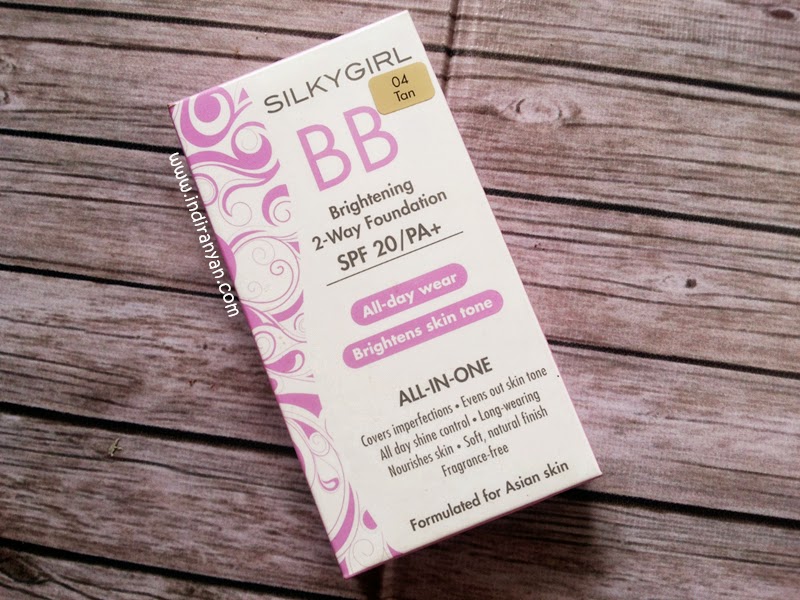 SILKYGIRL
04
Tan
BB
Brightening
2-Way Foundation
SPF 20/PA+
All-day wear
Brightens skin tone
ALL-IN-ONE
Covers imperfections • Evens out skin tone
All day shine control • Long-wearing
Nourishes skin • Soft, natural finish
Fragrance-free
Formulated for Asian skin
www.indiranyan.com